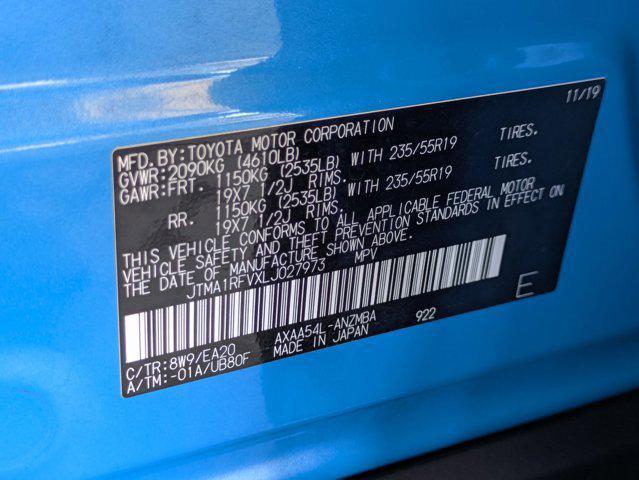 11/19
MFD.BY:TOYOTA MOTOR CORPORATION
GVWR:2090KG (4610LB)
GAWR:FRT. 1150KG (2535LB) WITH 235/55R19 TIRES.
19X7 1/2J RIMS.
RR. 1150KG (2535LB) WITH 235/55R19 TIRES.
19X7 1/2J RIMS.
THIS VEHICLE CONFORMS TO ALL APPLICABLE FEDERAL MOTOR
VEHICLE SAFETY AND THEFT PREVENTION STANDARDS IN EFFECT ON
THE DATE OF MANUFACTURE SHOWN ABOVE.
JTMA1RFVXLJ027973 MPV
E
C/TR:8W9/EA20 AXAA54L-ANZMBA 922
A/TM:-01A/UB80F MADE IN JAPAN